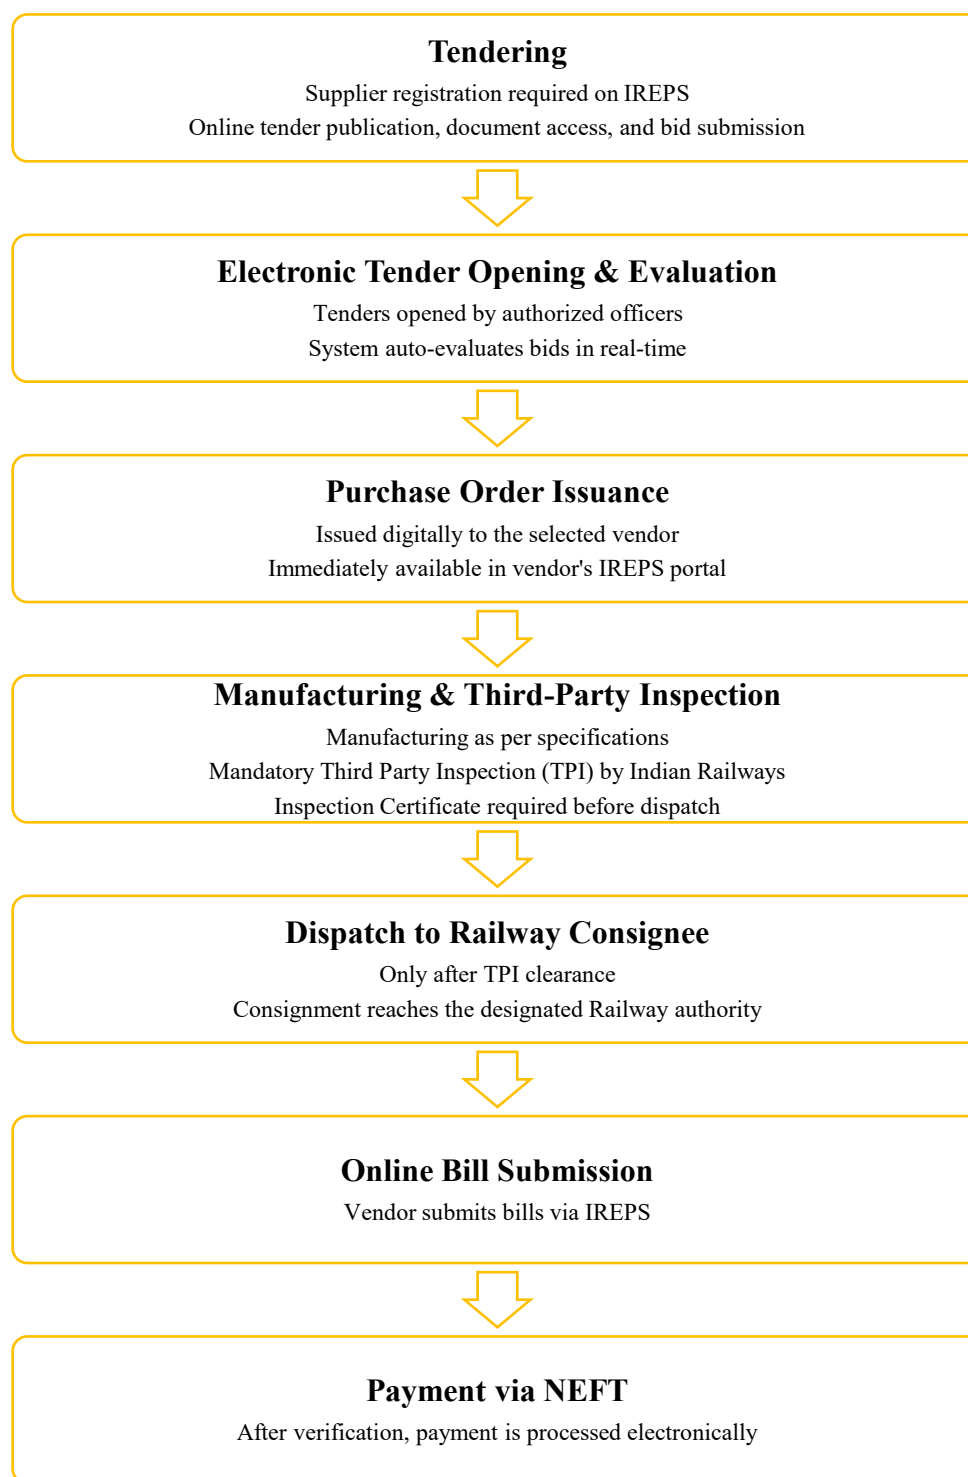 Tendering
Supplier registration required on IREPS
Online tender publication, document access, and bid submission
Electronic Tender Opening & Evaluation
Tenders opened by authorized officers
System auto-evaluates bids in real-time
Purchase Order Issuance
Issued digitally to the selected vendor
Immediately available in vendor's IREPS portal
Manufacturing & Third-Party Inspection
Manufacturing as per specifications
Mandatory Third Party Inspection (TPI) by Indian Railways
Inspection Certificate required before dispatch
Dispatch to Railway Consignee
Only after TPI clearance
Consignment reaches the designated Railway authority
Online Bill Submission
Vendor submits bills via IREPS
Payment via NEFT
After verification, payment is processed electronically